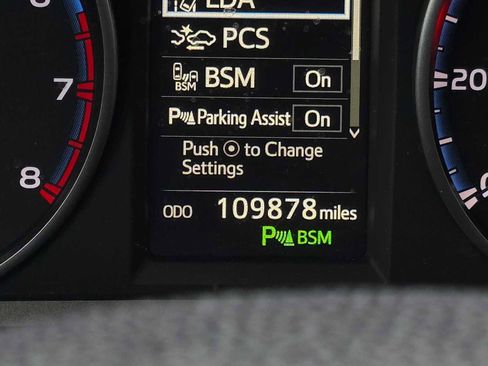 LDA
PCS
BSM On
BSM
P Parking Assist On
Push to Change
Settings
ODO 109878 miles
P BSM
6
7
8
20